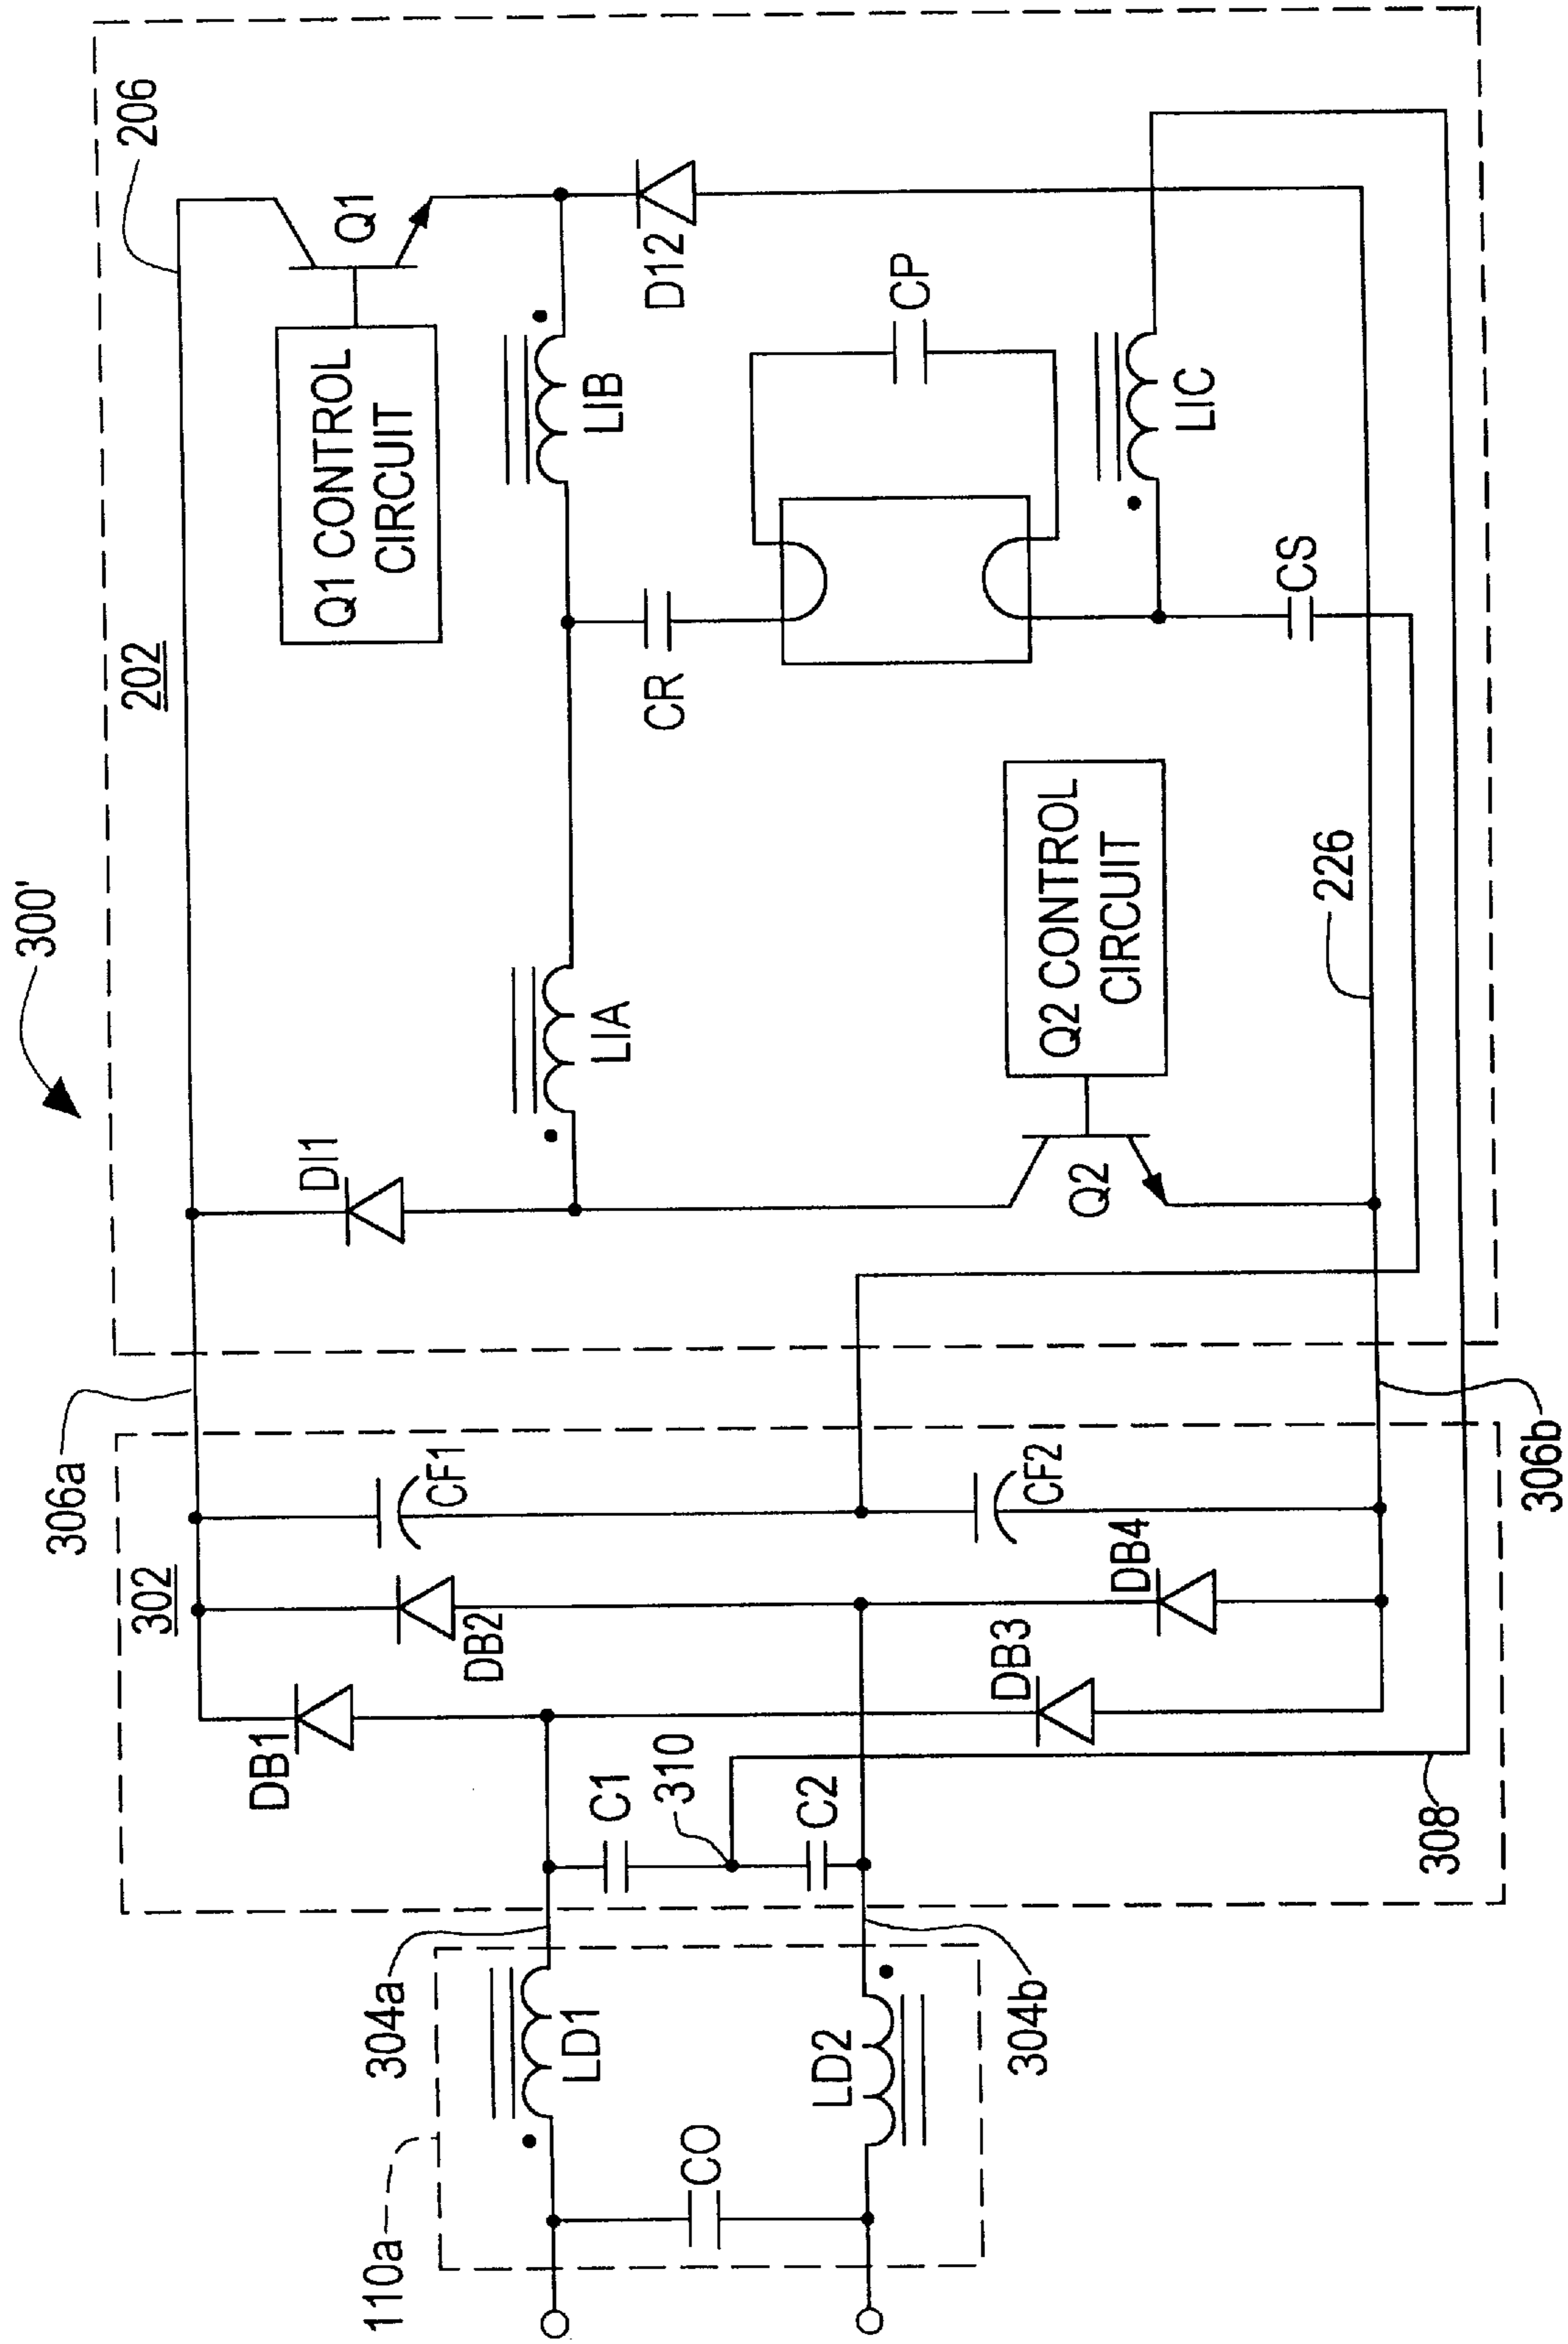 300'
202
206
Q1
Q1 CONTROL
CIRCUIT
D12
LIB
CP
CR
LIC
CS
LIA
DI1
Q2 CONTROL
CIRCUIT
Q2
226
306a
306b
302
CF1
CF2
DB2
DB4
DB1
DB3
C1
310
C2
308
304a
304b
LD1
LD2
CO
110a